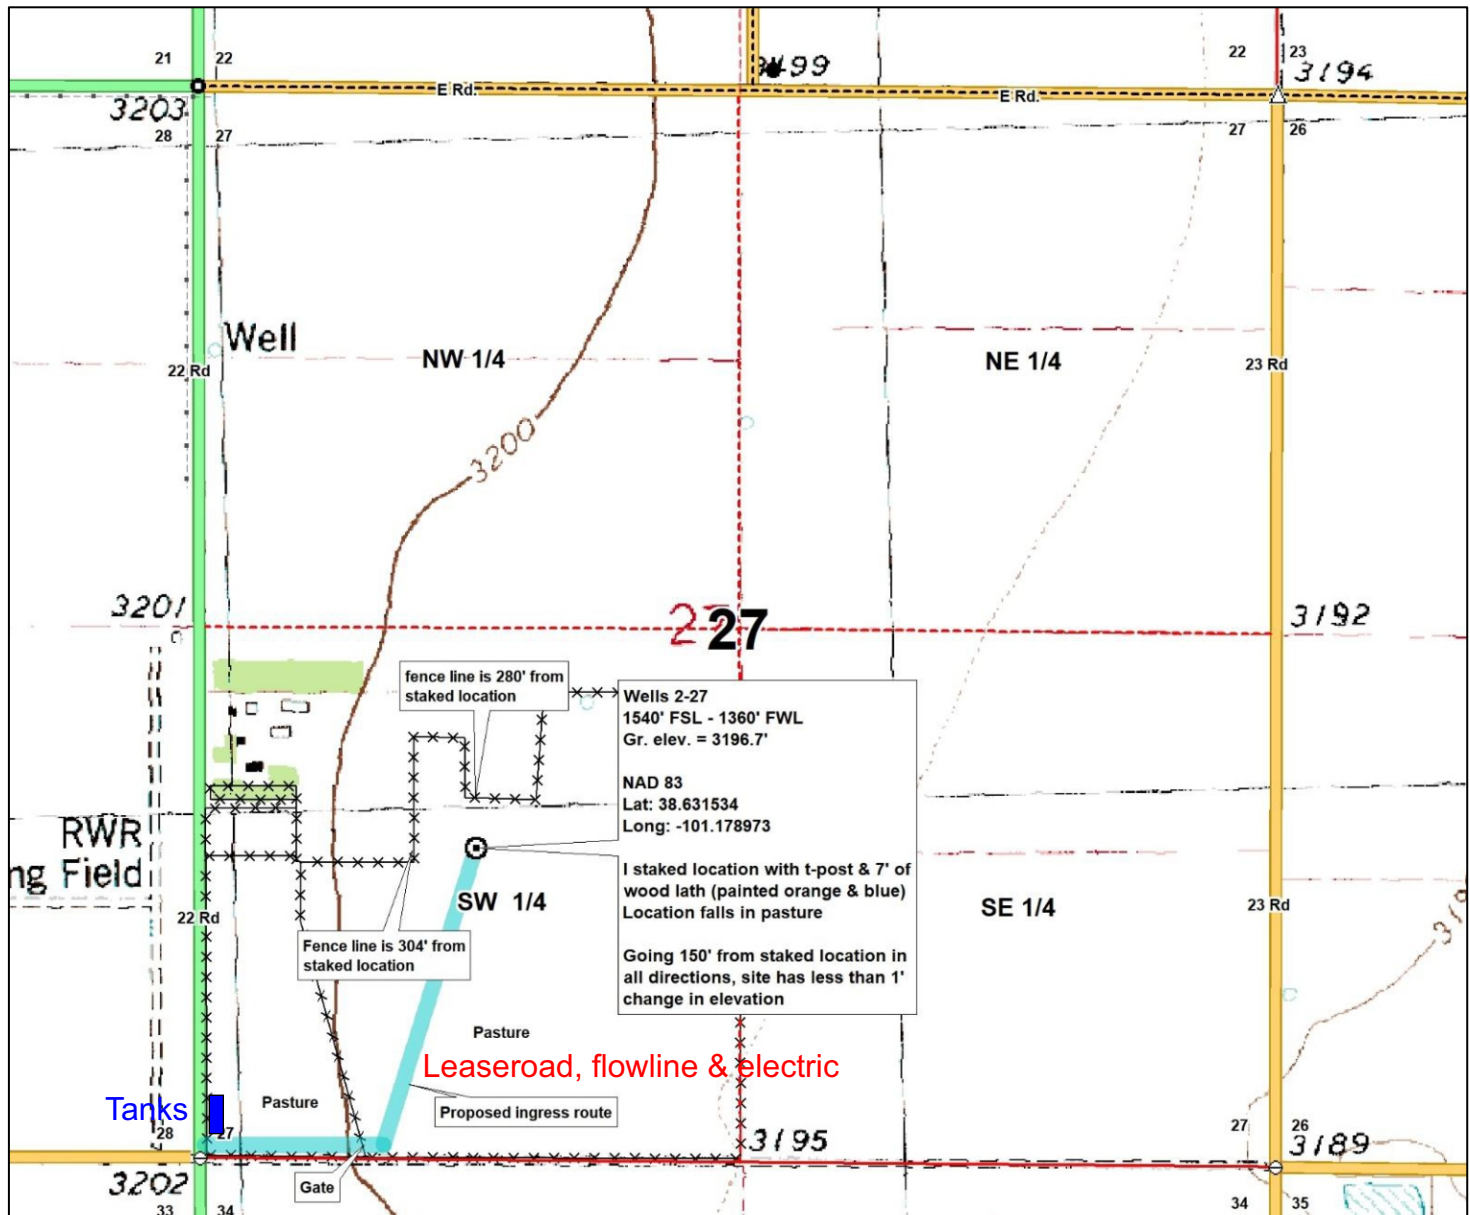 21
22
22
23
3194
E Rd.
E Rd.
3203
28
27
27
26
Well
NW 1/4
NE 1/4
22 Rd
23 Rd
3200
3201
27
3192
fence line is 280' from
staked location
Wells 2-27
1540' FSL - 1360' FWL
Gr. elev. = 3196.7'
NAD 83
Lat: 38.631534
Long: -101.178973
I staked location with t-post & 7' of
wood lath (painted orange & blue)
Location falls in pasture
Going 150' from staked location in
all directions, site has less than 1'
change in elevation
RWR
ng Field
SW 1/4
SE 1/4
22 Rd
23 Rd
Fence line is 304' from
staked location
Pasture
Leaseroad, flowline & electric
Tanks
Pasture
Proposed ingress route
28
27
27
26
3195
3189
3202
Gate
33
34
34
35